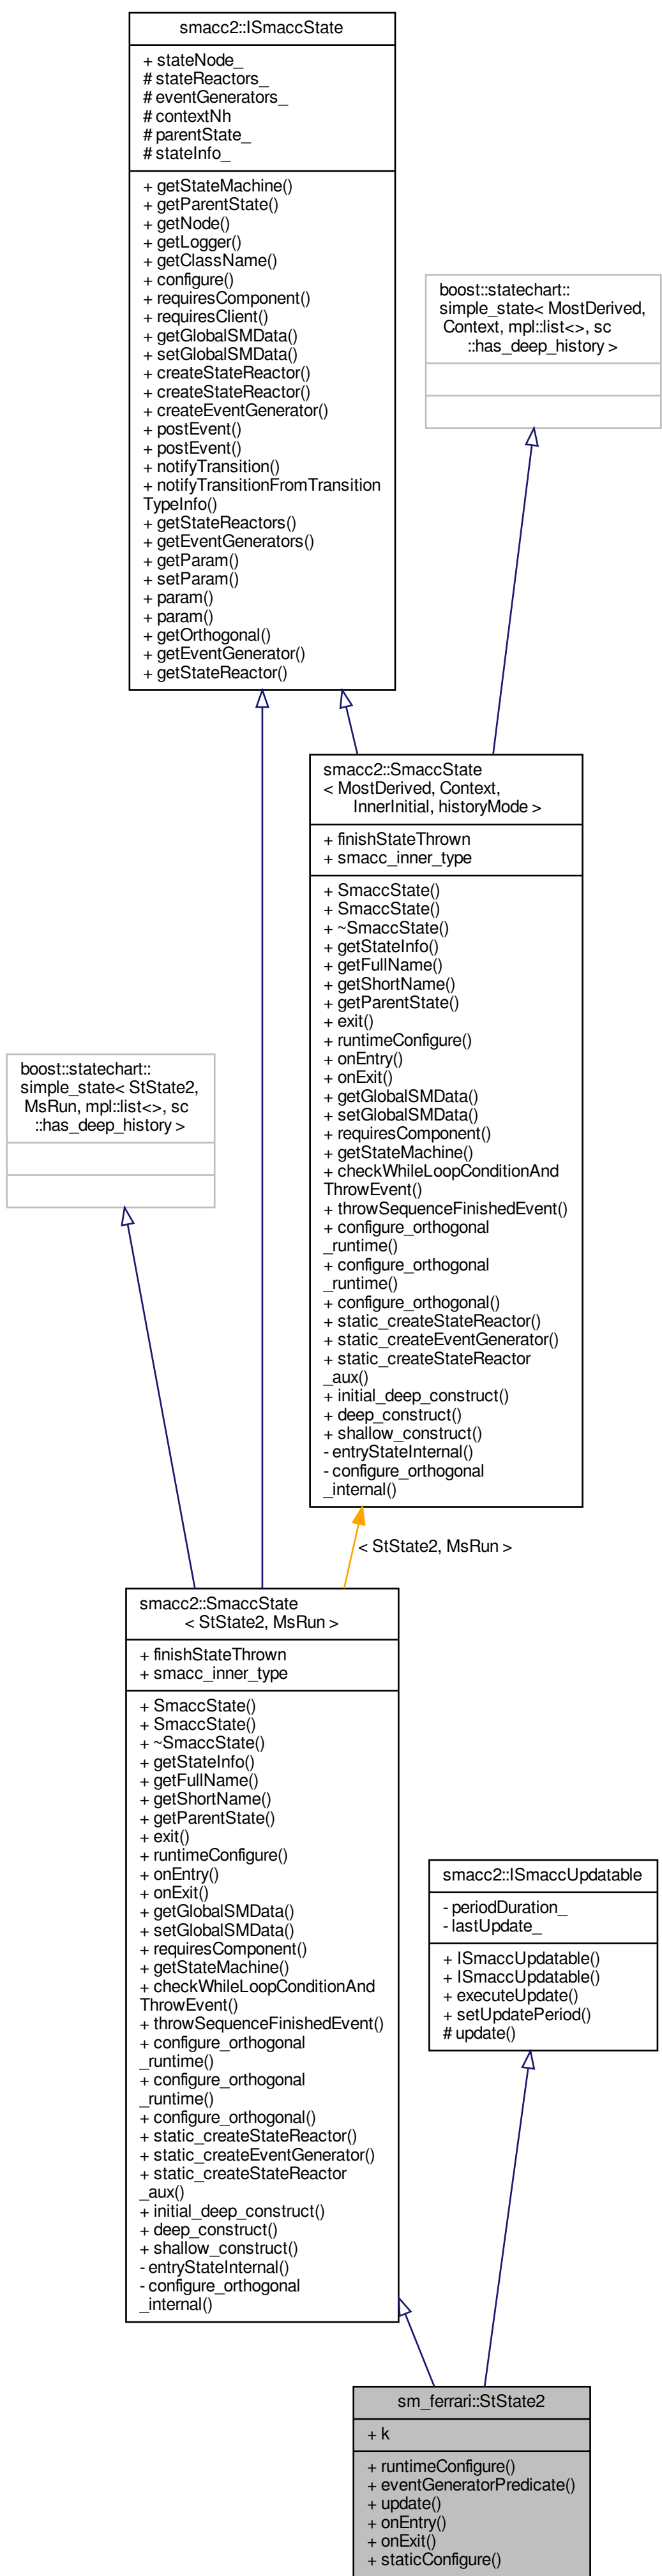 smacc2::ISmaccState
+ stateNode_
# stateReactors_
# eventGenerators_
# contextNh
# parentState_
# stateInfo_
+ getStateMachine()
+ getParentState()
+ getNode()
+ getLogger()
+ getClassName()
+ configure()
+ requiresComponent()
+ requiresClient()
+ getGlobalSMData()
+ setGlobalSMData()
+ createStateReactor()
+ createStateReactor()
+ createEventGenerator()
+ postEvent()
+ postEvent()
+ notifyTransition()
+ notifyTransitionFromTransition
TypeInfo()
+ getStateReactors()
+ getEventGenerators()
+ getParam()
+ setParam()
+ param()
+ param()
+ getOrthogonal()
+ getEventGenerator()
+ getStateReactor()
boost::statechart::
simple_state< MostDerived,
Context, mpl::list<>, sc
::has_deep_history >
smacc2::SmaccState
< MostDerived, Context,
InnerInitial, historyMode >
+ finishStateThrown
+ smacc_inner_type
+ SmaccState()
+ SmaccState()
+ ~SmaccState()
+ getStateInfo()
+ getFullName()
+ getShortName()
+ getParentState()
+ exit()
+ runtimeConfigure()
+ onEntry()
+ onExit()
+ getGlobalSMData()
+ setGlobalSMData()
+ requiresComponent()
+ getStateMachine()
+ checkWhileLoopConditionAnd
ThrowEvent()
+ throwSequenceFinishedEvent()
+ configure_orthogonal
_runtime()
+ configure_orthogonal
_runtime()
+ configure_orthogonal()
+ static_createStateReactor()
+ static_createEventGenerator()
+ static_createStateReactor
_aux()
+ initial_deep_construct()
+ deep_construct()
+ shallow_construct()
- entryStateInternal()
- configure_orthogonal
_internal()
boost::statechart::
simple_state< StState2,
MsRun, mpl::list<>, sc
::has_deep_history >
< StState2, MsRun >
smacc2::SmaccState
< StState2, MsRun >
+ finishStateThrown
+ smacc_inner_type
+ SmaccState()
+ SmaccState()
+ ~SmaccState()
+ getStateInfo()
+ getFullName()
+ getShortName()
+ getParentState()
+ exit()
+ runtimeConfigure()
+ onEntry()
+ onExit()
+ getGlobalSMData()
+ setGlobalSMData()
+ requiresComponent()
+ getStateMachine()
+ checkWhileLoopConditionAnd
ThrowEvent()
+ throwSequenceFinishedEvent()
+ configure_orthogonal
_runtime()
+ configure_orthogonal
_runtime()
+ configure_orthogonal()
+ static_createStateReactor()
+ static_createEventGenerator()
+ static_createStateReactor
_aux()
+ initial_deep_construct()
+ deep_construct()
+ shallow_construct()
- entryStateInternal()
- configure_orthogonal
_internal()
smacc2::ISmaccUpdatable
- periodDuration_
- lastUpdate_
+ ISmaccUpdatable()
+ ISmaccUpdatable()
+ executeUpdate()
+ setUpdatePeriod()
# update()
sm_ferrari::StState2
+ k
+ runtimeConfigure()
+ eventGeneratorPredicate()
+ update()
+ onEntry()
+ onExit()
+ staticConfigure()